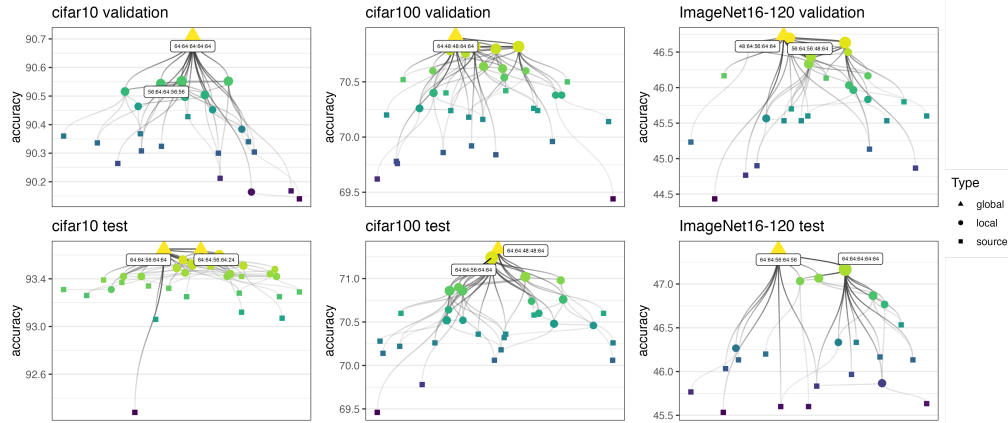 cifar10 validation
cifar100 validation
ImageNet16-120 validation
accuracy
90.7
90.6
90.5
90.4
90.3
90.2
64:64:64:64:64
56:64:64:56:56
accuracy
70.5
70.0
69.5
64:48:48:64:64
accuracy
46.5
46.0
45.5
45.0
44.5
48:64:56:64:64
56:64:56:48:64
Type
global
local
source
cifar10 test
cifar100 test
ImageNet16-120 test
accuracy
93.4
93.0
92.6
64:64:56:64:64
64:64:56:64:24
accuracy
71.0
70.5
70.0
69.5
64:64:48:48:64
64:64:56:64:64
accuracy
47.0
46.5
46.0
45.5
64:64:56:64:56
64:64:64:64:64